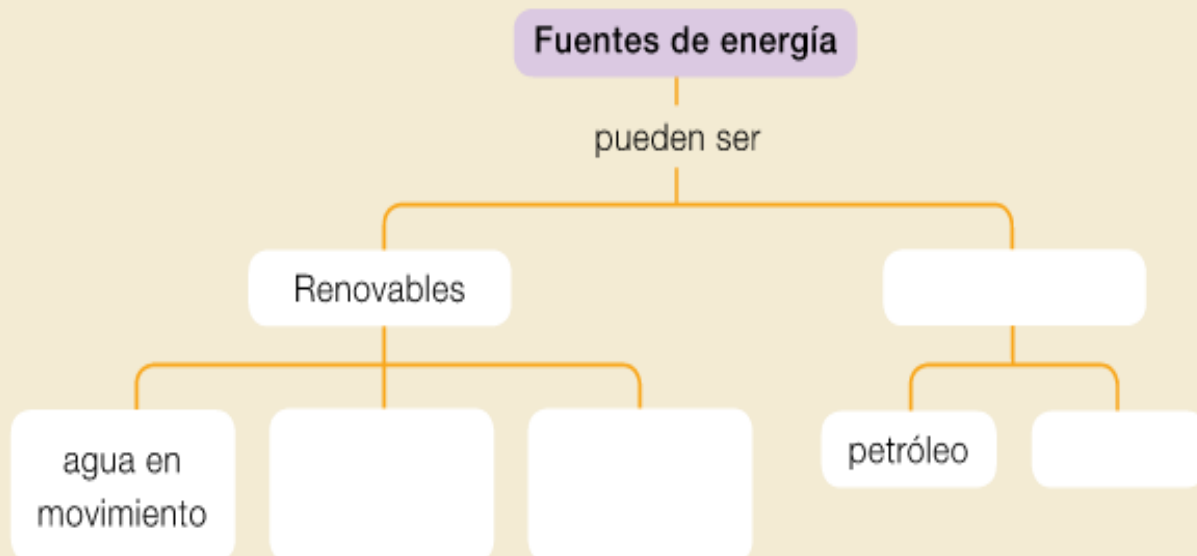 Fuentes de energía
pueden ser
Renovables
agua en
movimiento
petróleo